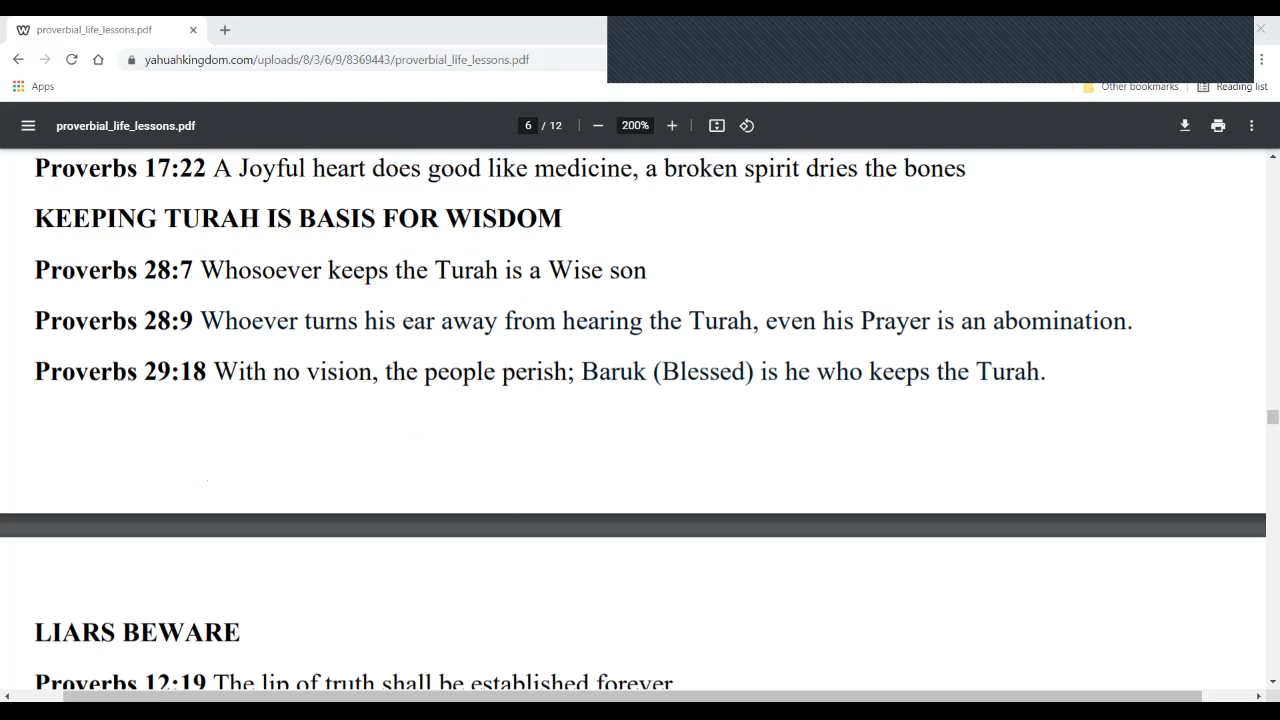 proverbial_life_lessons.pdf
yahuahkingdom.com/uploads/8/3/6/9/8369443/proverbial_life_lessons.pdf
Apps
Other bookmarks
Reading list
proverbial_life_lessons.pdf
6 / 12
200%
Proverbs 17:22 A Joyful heart does good like medicine, a broken spirit dries the bones
KEEPING TURAH IS BASIS FOR WISDOM
Proverbs 28:7 Whosoever keeps the Turah is a Wise son
Proverbs 28:9 Whoever turns his ear away from hearing the Turah, even his Prayer is an abomination.
Proverbs 29:18 With no vision, the people perish; Baruk (Blessed) is he who keeps the Turah.
LIARS BEWARE
Proverbs 12:19 The lip of truth shall be established forever